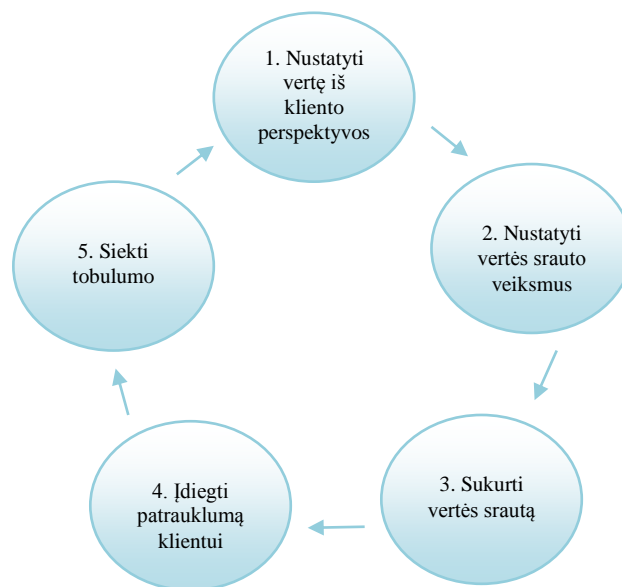 1. Nustatyti
vertę iš
kliento
perspektyvos
2. Nustatyti
vertės srauto
veiksmus
3. Sukurti
vertės srautą
4. Įdiegti
patrauklumą
klientui
5. Siekti
tobulumo